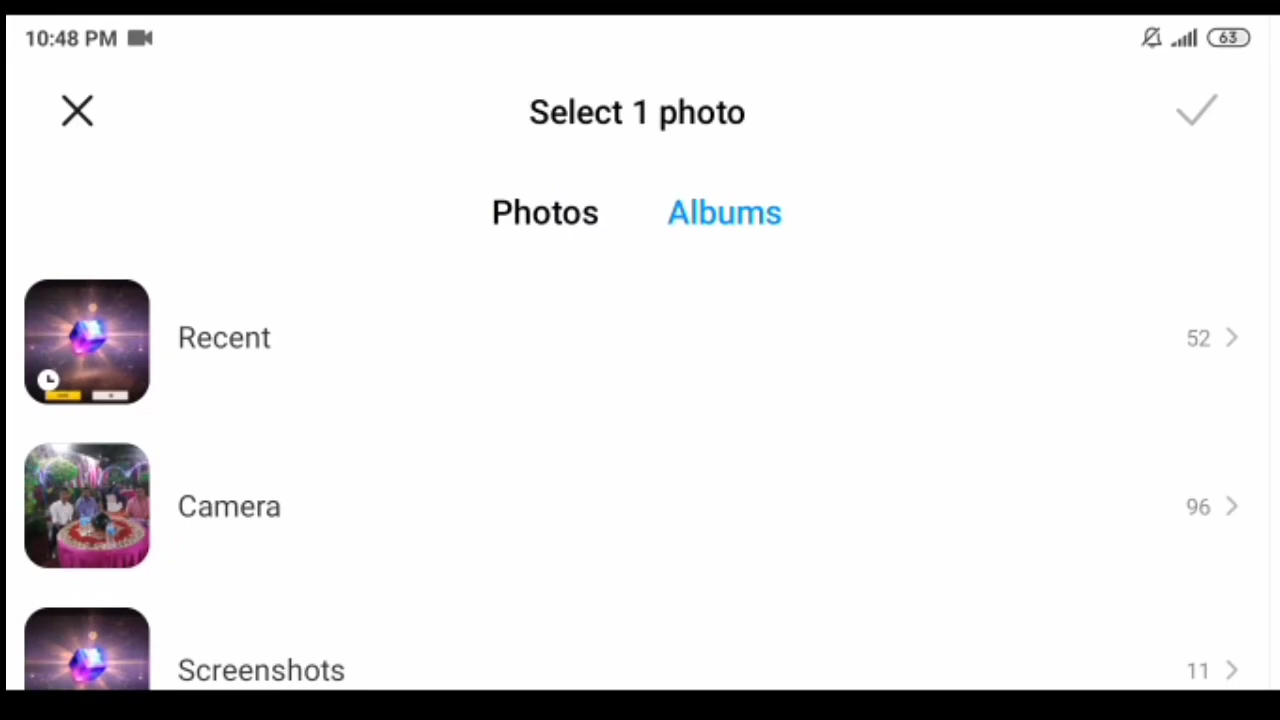 10:48 PM 63
Select 1 photo
Photos Albums
Recent 52
Camera 96
Screenshots 11